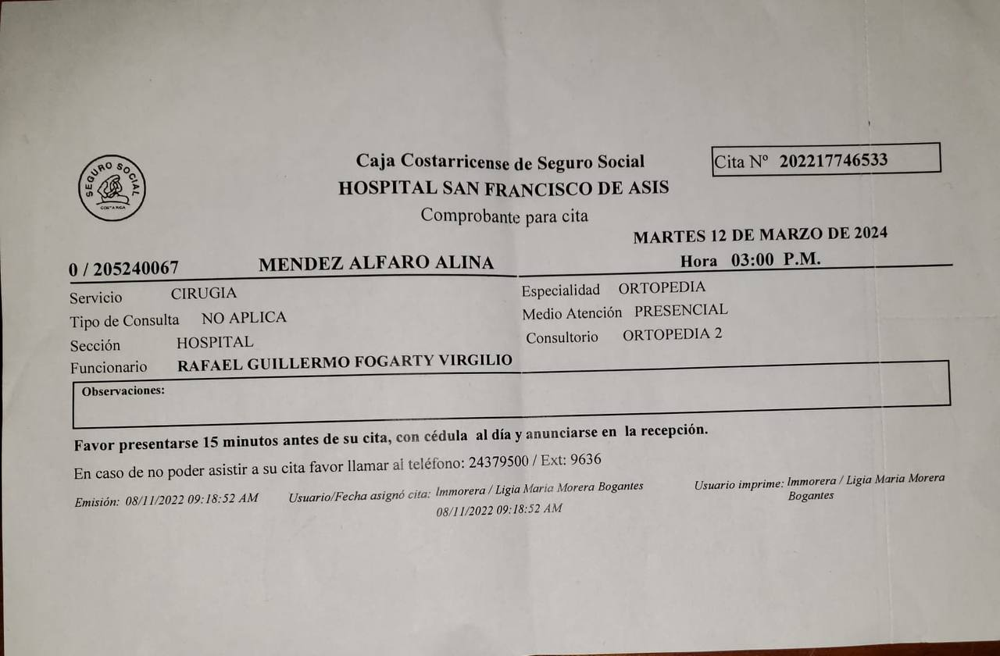 SEGURO SOCIAL
COSTA RICA
Caja Costarricense de Seguro Social
HOSPITAL SAN FRANCISCO DE ASIS
Comprobante para cita
Cita Nº 202217746533
MARTES 12 DE MARZO DE 2024
0 / 205240067 MENDEZ ALFARO ALINA Hora 03:00 P.M.
Servicio CIRUGIA Especialidad ORTOPEDIA
Tipo de Consulta NO APLICA Medio Atención PRESENCIAL
Sección HOSPITAL Consultorio ORTOPEDIA 2
Funcionario RAFAEL GUILLERMO FOGARTY VIRGILIO
Observaciones:
Favor presentarse 15 minutos antes de su cita, con cédula al día y anunciarse en la recepción.
En caso de no poder asistir a su cita favor llamar al teléfono: 24379500 / Ext: 9636
Emisión: 08/11/2022 09:18:52 AM Usuario/Fecha asignó cita: lmmorera / Ligia Maria Morera Bogantes Usuario imprime: lmmorera / Ligia Maria Morera
08/11/2022 09:18:52 AM Bogantes